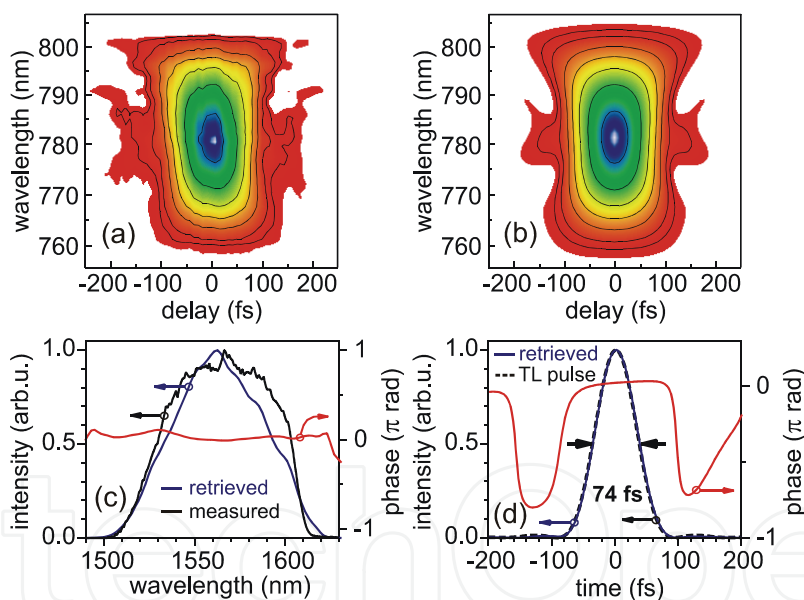 (a)
wavelength (nm)
800
790
780
770
760
-200 -100 0 100 200
delay (fs)
(b)
wavelength (nm)
800
790
780
770
760
-200 -100 0 100 200
delay (fs)
(c)
intensity (arb.u.)
1.0
0.5
0.0
retrieved
measured
1
0
-1
phase (π rad)
1500 1550 1600
wavelength (nm)
(d)
intensity (arb.u.)
1.0
0.5
0.0
retrieved
TL pulse
74 fs
0
-1
phase (π rad)
-200 -100 0 100 200
time (fs)